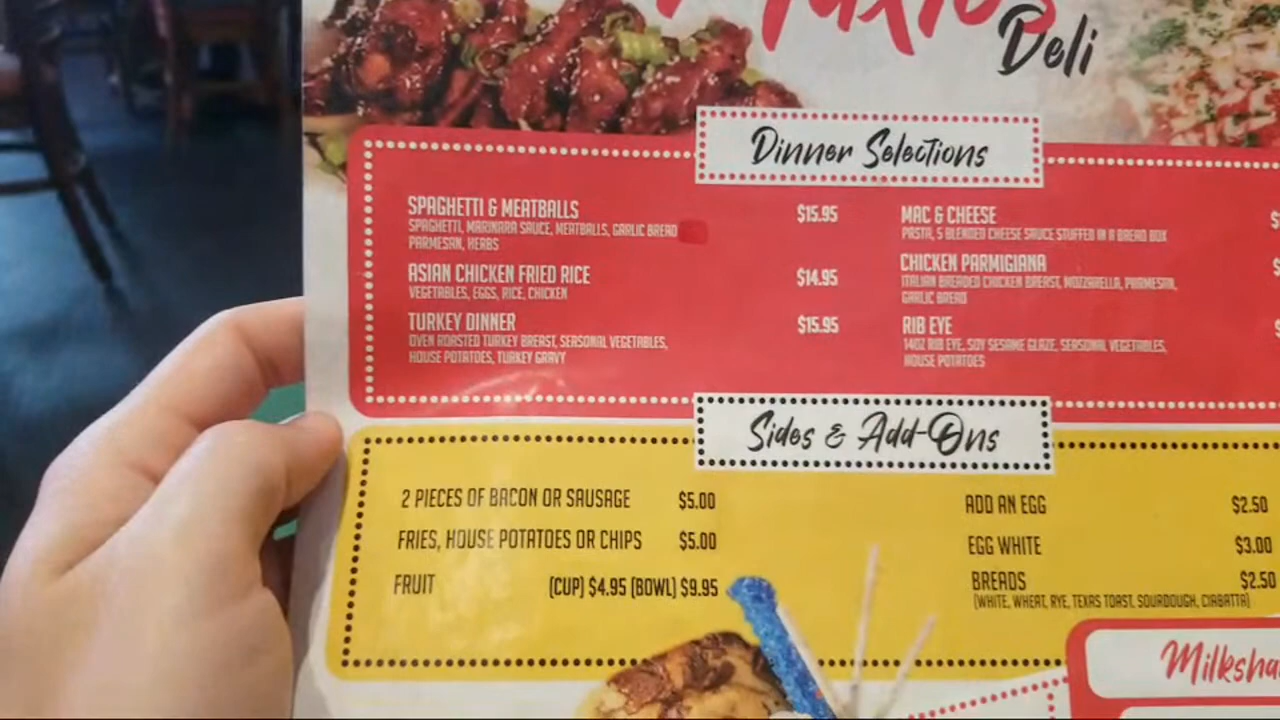 Deli
Dinner Selections
SPAGHETTI & MEATBALLS $15.95
SPAGHETTI, MARINARA SAUCE, MEATBALLS, GARLIC BREAD
PARMESAN, HERBS
ASIAN CHICKEN FRIED RICE $14.95
VEGETABLES, EGGS, RICE, CHICKEN
TURKEY DINNER $15.95
OVEN ROASTED TURKEY BREAST, SEASONAL VEGETABLES,
HOUSE POTATOES, TURKEY GRAVY
MAC & CHEESE $
PASTA, 5 BLENDED CHEESE SAUCE STUFFED IN A BREAD BOX
CHICKEN PARMIGIANA $
ITALIAN BREADED CHICKEN BREAST, MOZZARELLA, PARMESAN,
GARLIC BREAD
RIB EYE $
14OZ RIB EYE, SOY SESAME GLAZE, SEASONAL VEGETABLES,
HOUSE POTATOES
Sides & Add-Ons
2 PIECES OF BACON OR SAUSAGE $5.00
FRIES, HOUSE POTATOES OR CHIPS $5.00
FRUIT (CUP) $4.95 (BOWL) $9.95
ADD AN EGG $2.50
EGG WHITE $3.00
BREADS $2.50
(WHITE, WHEAT, RYE, TEXAS TOAST, SOURDOUGH, CIABATTA)
Milksha